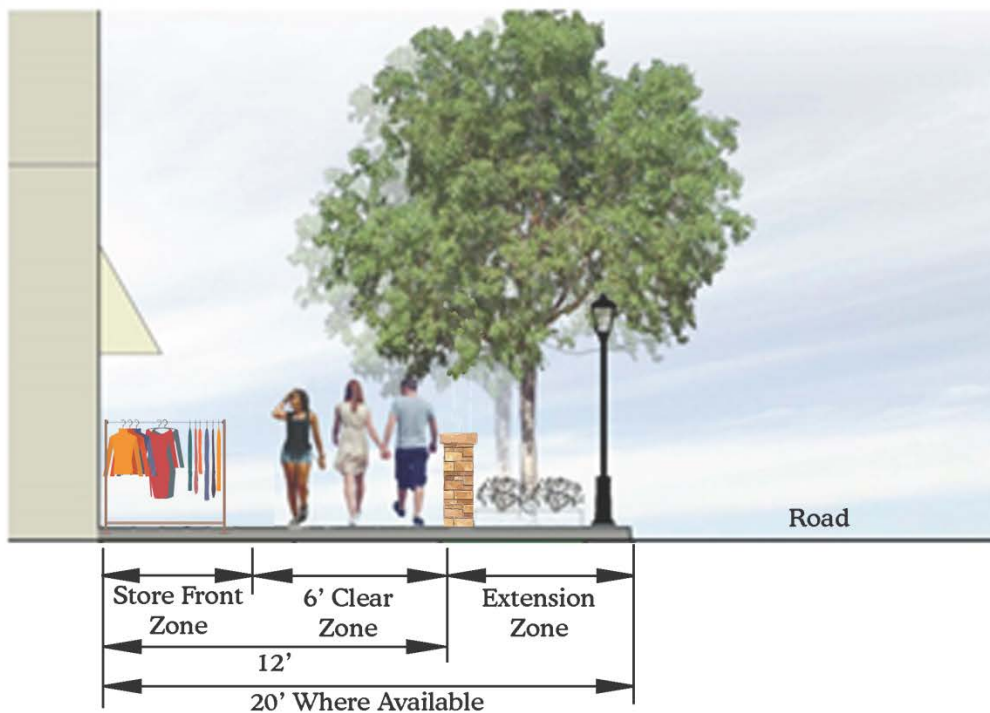 Road
Store Front
Zone
6’ Clear
Zone
Extension
Zone
12’
20’ Where Available